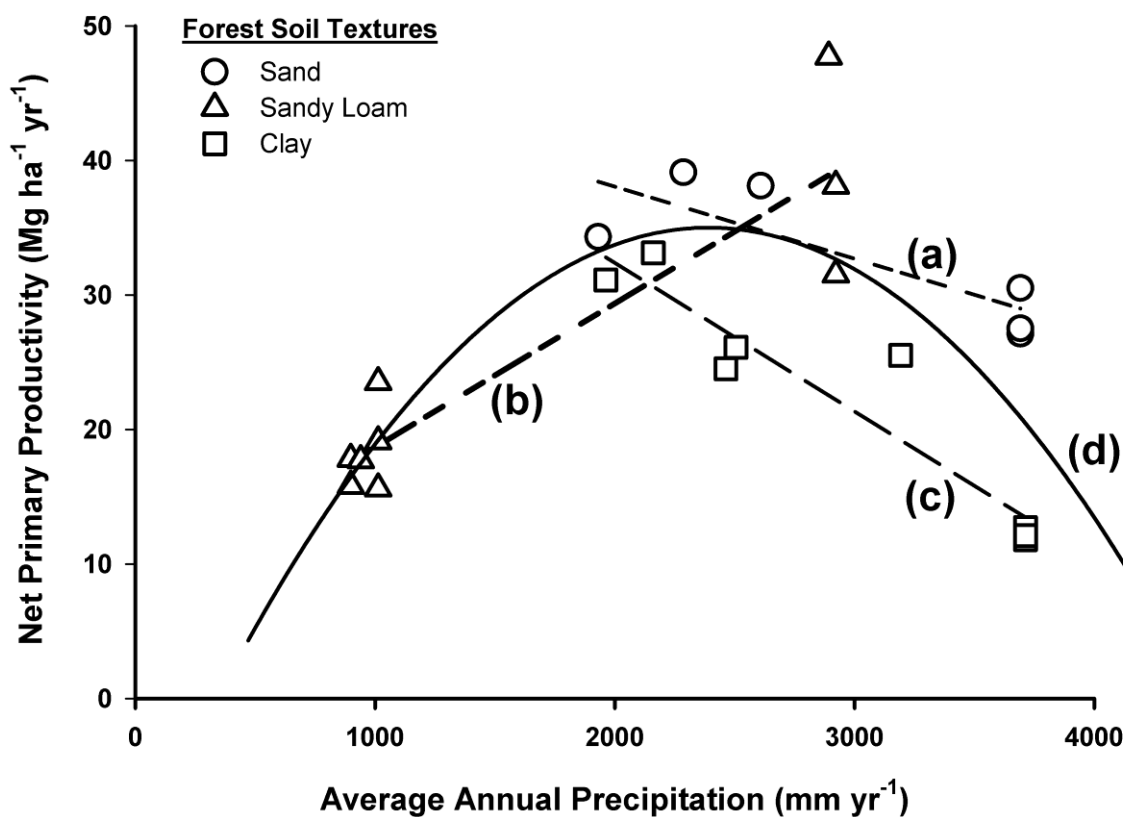 Net Primary Productivity (Mg ha⁻¹ yr⁻¹)
50
40
30
20
10
0
Forest Soil Textures
Sand
Sandy Loam
Clay
(a)
(b)
(c)
(d)
0 1000 2000 3000 4000
Average Annual Precipitation (mm yr⁻¹)